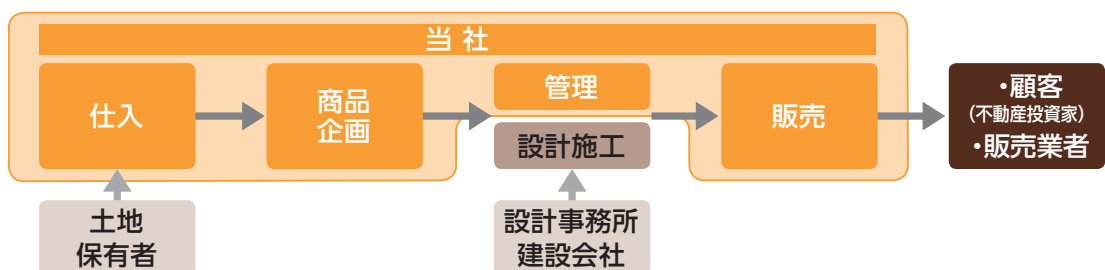 当 社
仕入
商品
企画
管理
設計施工
販売
・顧客
(不動産投資家)
・販売業者
土地
保有者
設計事務所
建設会社